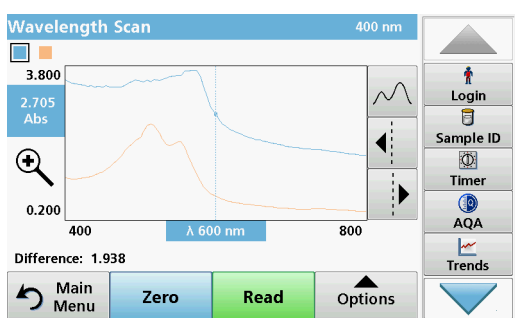 Wavelength Scan 400 nm
3.800
2.705
Abs
0.200
400 λ 600 nm 800
Difference: 1.938
Main
Menu
Zero
Read
Options
Login
Sample ID
Timer
AQA
Trends